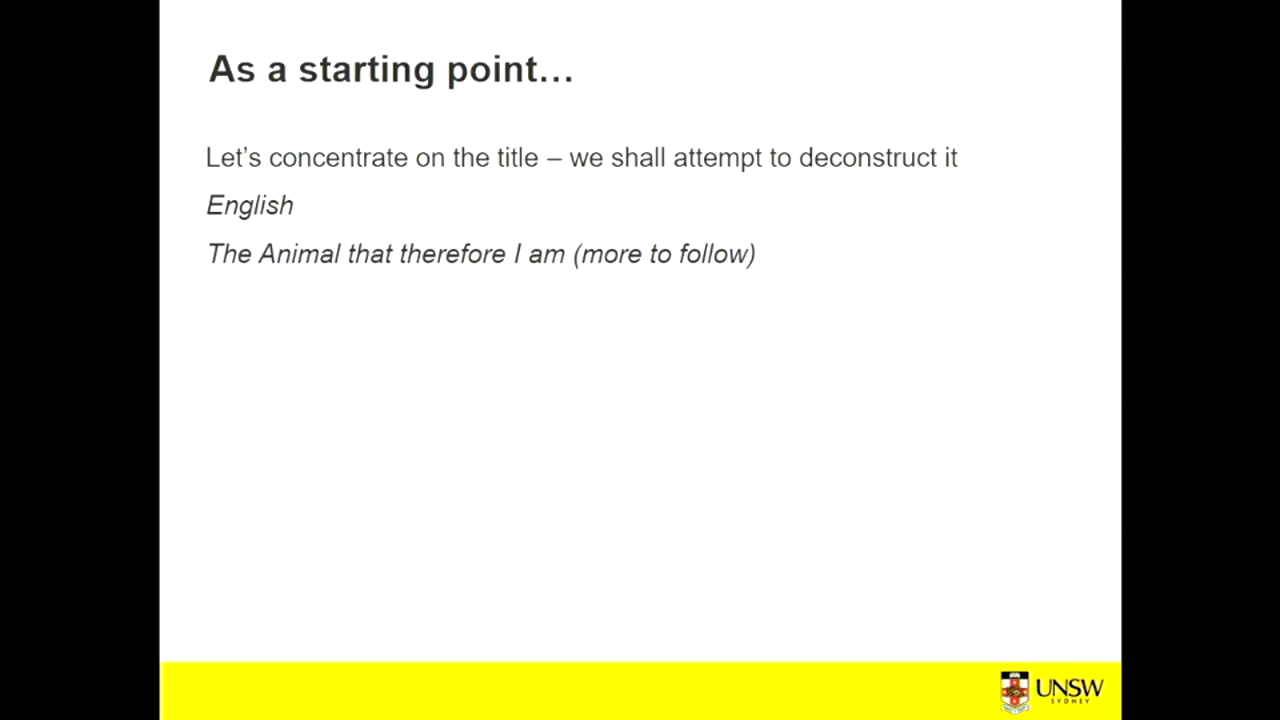 As a starting point…
Let’s concentrate on the title – we shall attempt to deconstruct it
English
The Animal that therefore I am (more to follow)
UNSW
SYDNEY